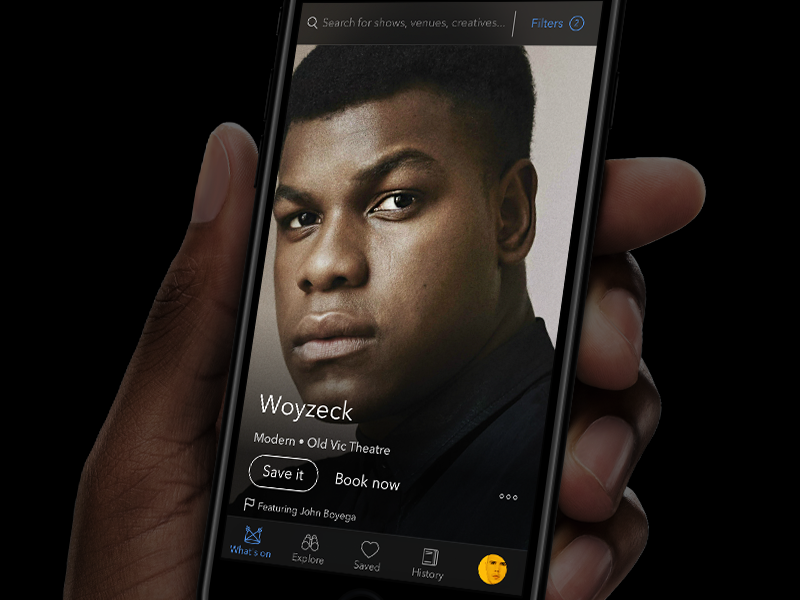 Search for shows, venues, creatives...
Filters 2
Woyzeck
Modern • Old Vic Theatre
Save it
Book now
Featuring John Boyega
What's on
Explore
Saved
History